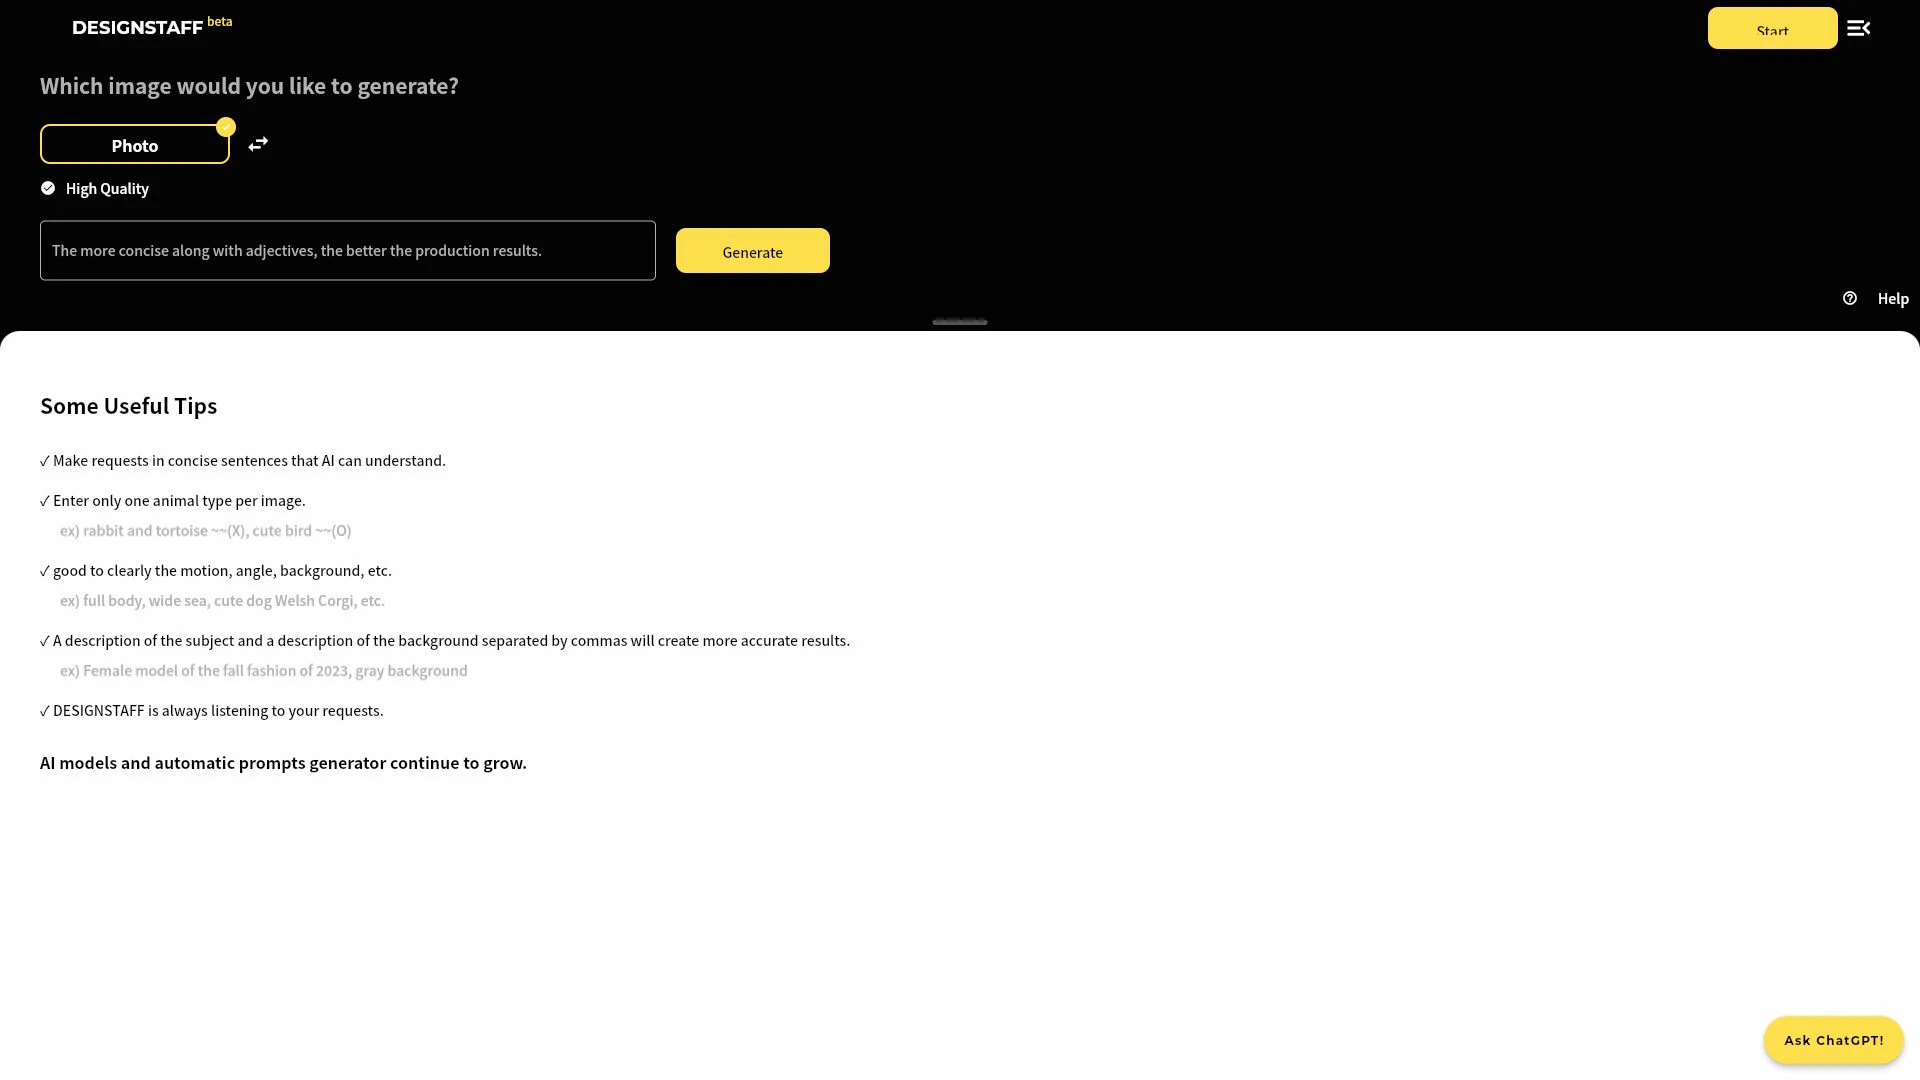 DESIGNSTAFF beta
Start
Which image would you like to generate?
Photo
High Quality
The more concise along with adjectives, the better the production results.
Generate
Help
Some Useful Tips
✓ Make requests in concise sentences that AI can understand.
✓ Enter only one animal type per image.
ex) rabbit and tortoise ~~(X), cute bird ~~(O)
✓ good to clearly the motion, angle, background, etc.
ex) full body, wide sea, cute dog Welsh Corgi, etc.
✓ A description of the subject and a description of the background separated by commas will create more accurate results.
ex) Female model of the fall fashion of 2023, gray background
✓ DESIGNSTAFF is always listening to your requests.
AI models and automatic prompts generator continue to grow.
Ask ChatGPT!